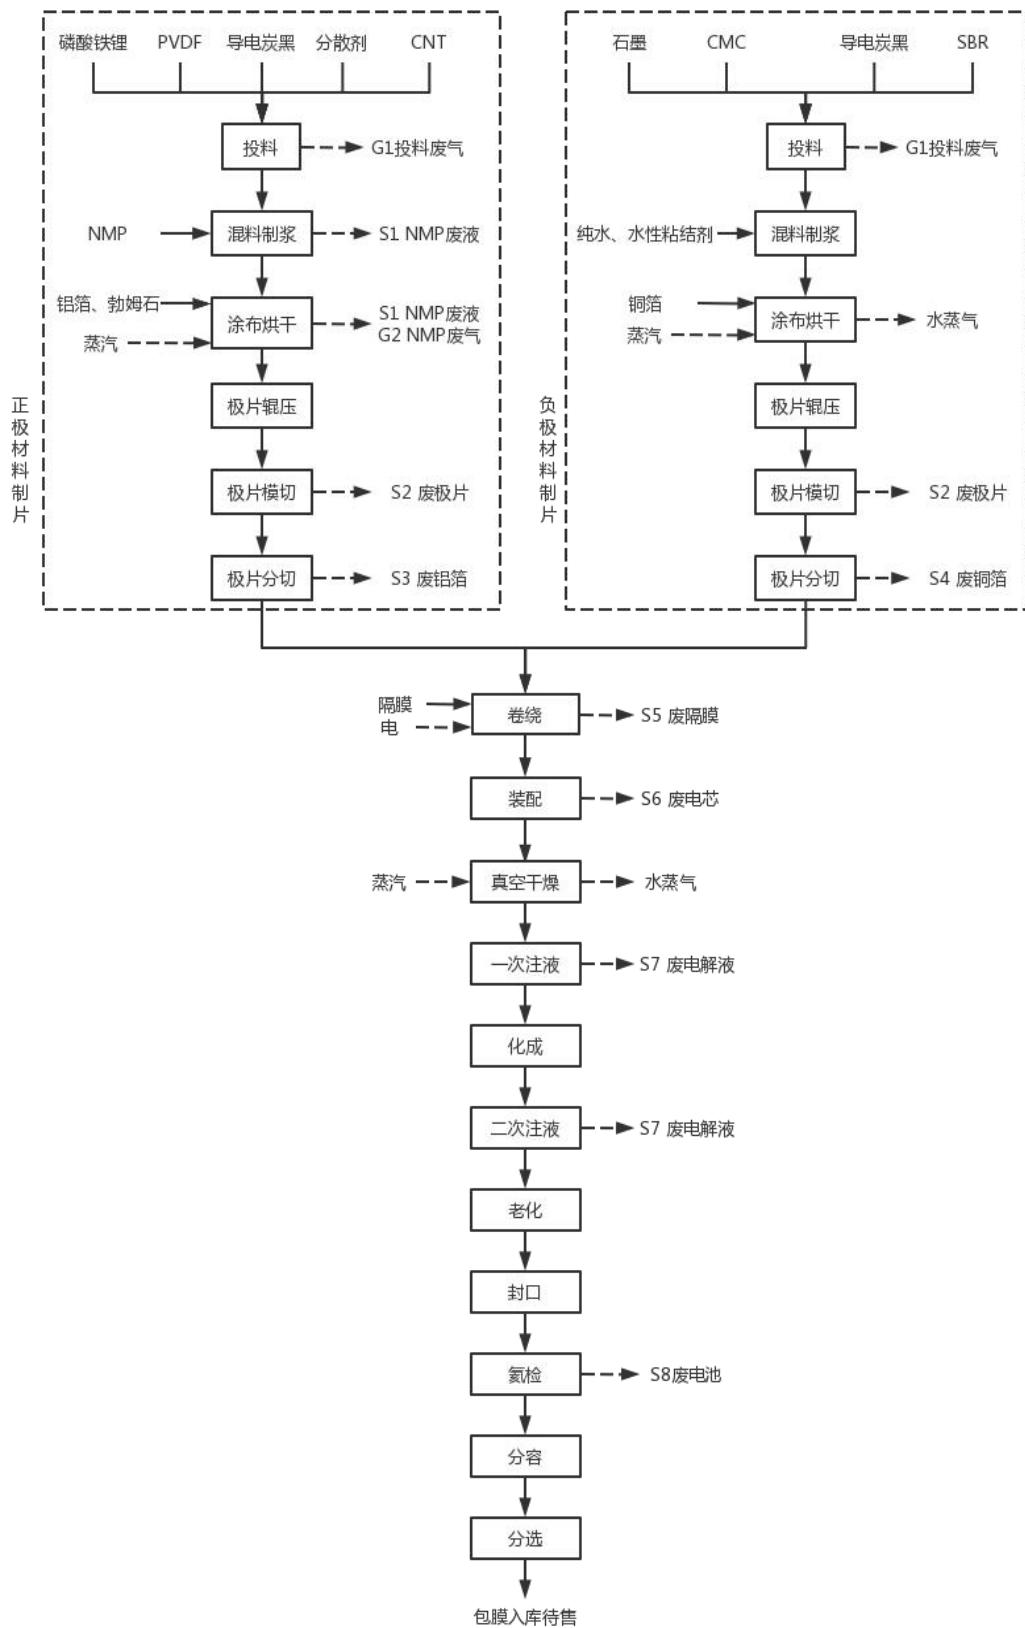 磷酸铁锂 PVDF 导电炭黑 分散剂 CNT
投料 G1投料废气
NMP 混料制浆 S1 NMP废液
铝箔、勃姆石
蒸汽
涂布烘干
S1 NMP废液
G2 NMP废气
极片辊压
极片模切 S2 废极片
极片分切 S3 废铝箔
正极材料制片
石墨 CMC 导电炭黑 SBR
投料 G1投料废气
纯水、水性粘结剂 混料制浆
铜箔
蒸汽
涂布烘干 水蒸气
极片辊压
极片模切 S2 废极片
极片分切 S4 废铜箔
负极材料制片
隔膜
电
卷绕 S5 废隔膜
装配 S6 废电芯
蒸汽 真空干燥 水蒸气
一次注液 S7 废电解液
化成
二次注液 S7 废电解液
老化
封口
氦检 S8废电池
分容
分选
包膜入库待售